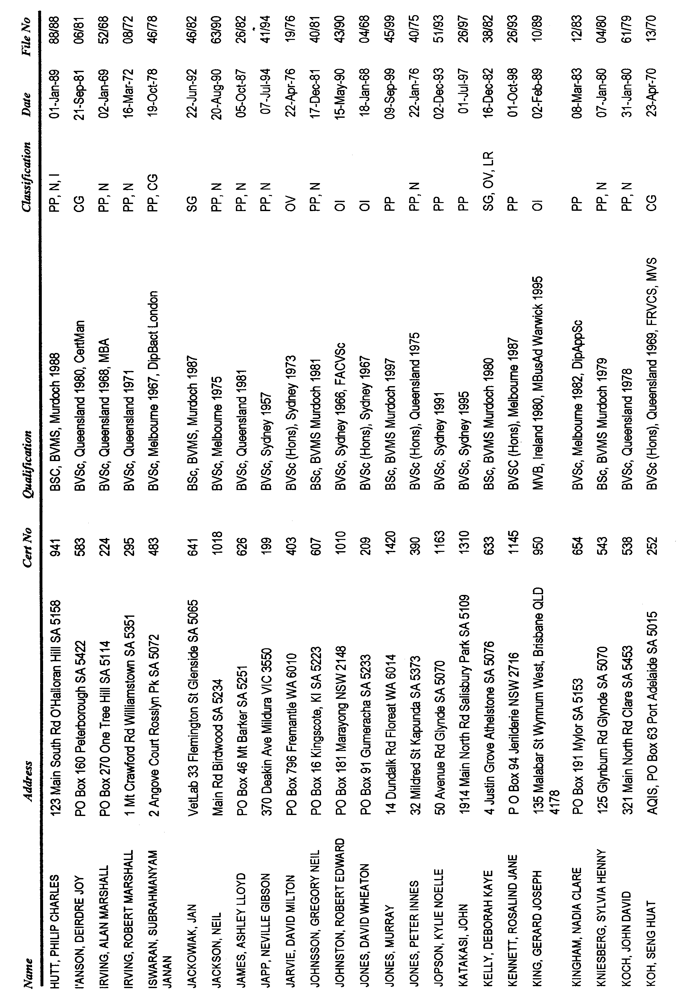 Name Address Cert No Qualification Classification Date File No
HUTT, PHILIP CHARLES 123 Main South Rd O'Halloran Hill SA 5158 941 BSC, BVMS, Murdoch 1988 PP, N, I 01-Jan-89 88/88
I'ANSON, DEIRDRE JOY PO Box 160 Peterborough SA 5422 583 BVSc, Queensland 1980, CertMan CG 21-Sep-81 06/81
IRVING, ALAN MARSHALL PO Box 270 One Tree Hill SA 5114 224 BVSc, Queensland 1968, MBA PP, N 02-Jan-69 52/68
IRVING, ROBERT MARSHALL 1 Mt Crawford Rd Williamstown SA 5351 295 BVSc, Queensland 1971 PP, N 16-Mar-72 08/72
ISWARAN, SUBRAHMANYAM 2 Angove Court Rosslyn Pk SA 5072 483 BVSc, Melbourne 1967, DipBact London PP, CG 19-Oct-78 46/78
JANAN
JACKOWIAK, JAN VetLab 33 Flemington St Glenside SA 5065 641 BSc, BVMS, Murdoch 1987 SG 22-Jun-92 46/82
JACKSON, NEIL Main Rd Birdwood SA 5234 1018 BVSc, Melbourne 1975 PP, N 20-Aug-90 63/90
JAMES, ASHLEY LLOYD PO Box 46 Mt Barker SA 5251 626 BVSc, Queensland 1981 PP, N 05-Oct-87 26/82
JAPP, NEVILLE GIBSON 370 Deakin Ave Mildura VIC 3550 199 BVSc, Sydney 1957 PP, N 07-Jul-94 41/94
JARVIE, DAVID MILTON PO Box 796 Fremantle WA 6010 403 BVSc (Hons), Sydney 1973 OV 22-Apr-76 19/76
JOHNSSON, GREGORY NEIL PO Box 16 Kingscote, KI SA 5223 607 BSc, BVMS Murdoch 1981 PP, N 17-Dec-81 40/81
JOHNSTON, ROBERT EDWARD PO Box 181 Marayong NSW 2148 1010 BVSc, Sydney 1966, FACVSc OI 15-May-90 43/90
JONES, DAVID WHEATON PO Box 91 Gumeracha SA 5233 209 BVSc (Hons), Sydney 1967 OI 18-Jan-68 04/68
JONES, MURRAY 14 Dundalk Rd Floreat WA 6014 1420 BSc, BVMS Murdoch 1997 PP 09-Sep-99 45/99
JONES, PETER INNES 32 Mildred St Kapunda SA 5373 390 BVSc (Hons), Queensland 1975 PP, N 22-Jan-76 40/75
JOPSON, KYLIE NOELLE 50 Avenue Rd Glynde SA 5070 1163 BVSc, Sydney 1991 PP 02-Dec-93 51/93
KATAKASI, JOHN 1914 Main North Rd Salisbury Park SA 5109 1310 BVSc, Sydney 1995 PP 01-Jul-97 26/97
KELLY, DEBORAH KAYE 4 Justin Grove Athelstone SA 5076 633 BSc, BVMS Murdoch 1980 SG, OV, LR 16-Dec-82 38/82
KENNETT, ROSALIND JANE P O Box 94 Jerilderie NSW 2716 1145 BVSC (Hons), Melbourne 1987 PP 01-Oct-98 26/93
KING, GERARD JOSEPH 135 Malabar St Wynnum West, Brisbane QLD 950 MVB, Ireland 1980, MBusAd Warwick 1995 OI 02-Feb-89 10/89
4178
KINGHAM, NADIA CLARE PO Box 191 Mylor SA 5153 654 BVSc, Melbourne 1982, DipAppSc PP 08-Mar-83 12/83
KNIESBERG, SYLVIA HENNY 125 Glynburn Rd Glynde SA 5070 543 BSc, BVMS Murdoch 1979 PP, N 07-Jan-80 04/80
KOCH, JOHN DAVID 321 Main North Rd Clare SA 5453 538 BVSc, Queensland 1978 PP, N 31-Jan-80 61/79
KOH, SENG HUAT AQIS, PO Box 63 Port Adelaide SA 5015 252 BVSc (Hons), Queensland 1969, FRVCS, MVS CG 23-Apr-70 13/70